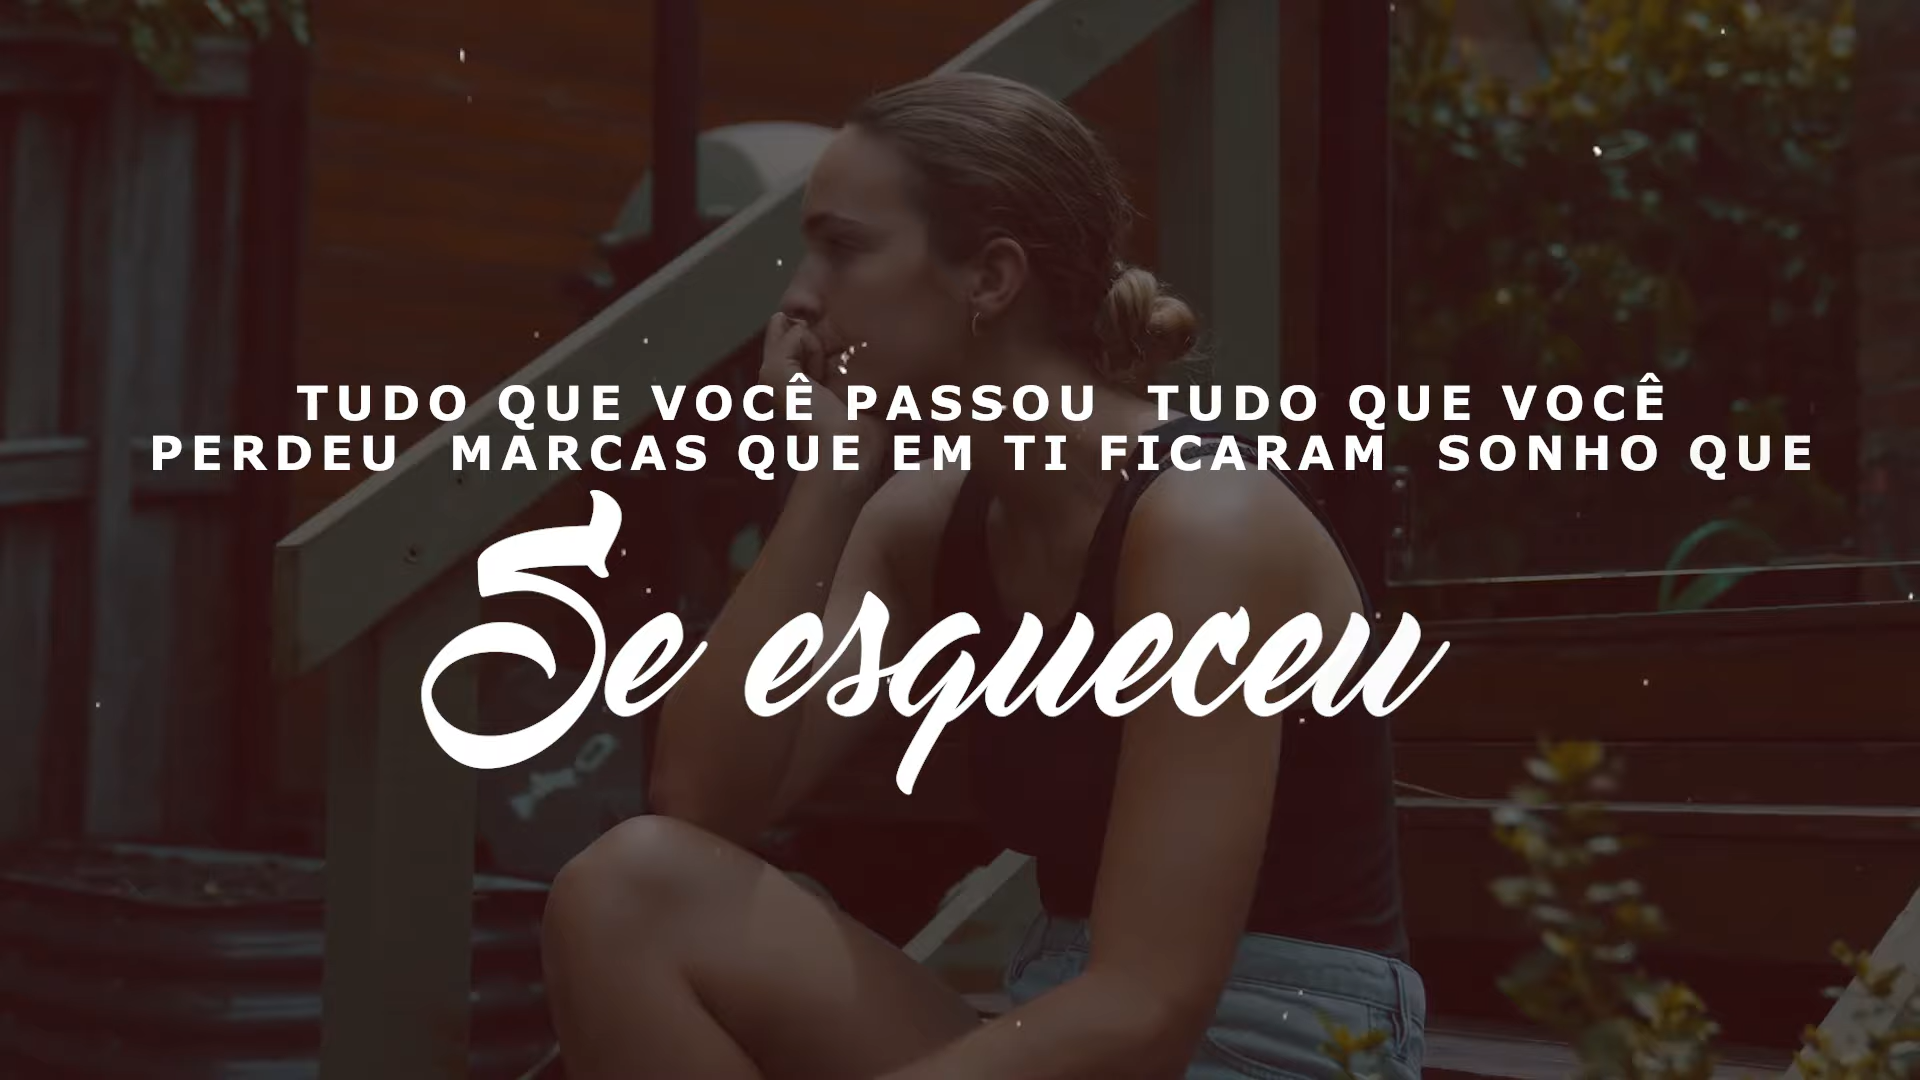 TUDO QUE VOCÊ PASSOU  TUDO QUE VOCÊ
PERDEU  MARCAS QUE EM TI FICARAM  SONHO QUE
Se esqueceu